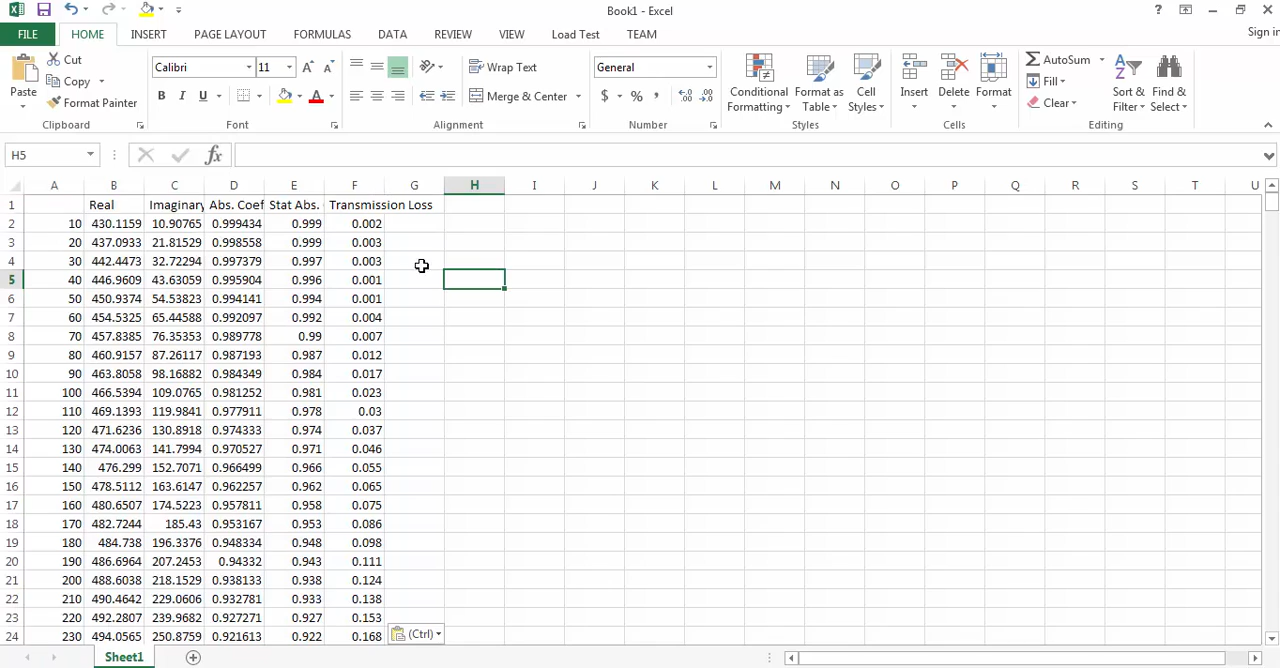 Book1 - Excel
Sign in
FILE HOME INSERT PAGE LAYOUT FORMULAS DATA REVIEW VIEW Load Test TEAM
Paste
Cut
Copy
Format Painter
Clipboard
Calibri 11
B I U
Font
Wrap Text
Merge & Center
Alignment
General
$ % ,
Number
Conditional Formatting
Format as Table
Cell Styles
Styles
Insert Delete Format
Cells
AutoSum
Fill
Clear
Sort & Filter
Find & Select
Editing
H5 fx
A B C D E F G H I J K L M N O P Q R S T U
1 Real Imaginary Abs. Coef Stat Abs. Transmission Loss
2 10 430.1159 10.90765 0.999434 0.999 0.002
3 20 437.0933 21.81529 0.998558 0.999 0.003
4 30 442.4473 32.72294 0.997379 0.997 0.003
5 40 446.9609 43.63059 0.995904 0.996 0.001
6 50 450.9374 54.53823 0.994141 0.994 0.001
7 60 454.5325 65.44588 0.992097 0.992 0.004
8 70 457.8385 76.35353 0.989778 0.99 0.007
9 80 460.9157 87.26117 0.987193 0.987 0.012
10 90 463.8058 98.16882 0.984349 0.984 0.017
11 100 466.5394 109.0765 0.981252 0.981 0.023
12 110 469.1393 119.9841 0.977911 0.978 0.03
13 120 471.6236 130.8918 0.974333 0.974 0.037
14 130 474.0063 141.7994 0.970527 0.971 0.046
15 140 476.299 152.7071 0.966499 0.966 0.055
16 150 478.5112 163.6147 0.962257 0.962 0.065
17 160 480.6507 174.5223 0.957811 0.958 0.075
18 170 482.7244 185.43 0.953167 0.953 0.086
19 180 484.738 196.3376 0.948334 0.948 0.098
20 190 486.6964 207.2453 0.94332 0.943 0.111
21 200 488.6038 218.1529 0.938133 0.938 0.124
22 210 490.4642 229.0606 0.932781 0.933 0.138
23 220 492.2807 239.9682 0.927271 0.927 0.153
24 230 494.0565 250.8759 0.921613 0.922 0.168
(Ctrl)
Sheet1